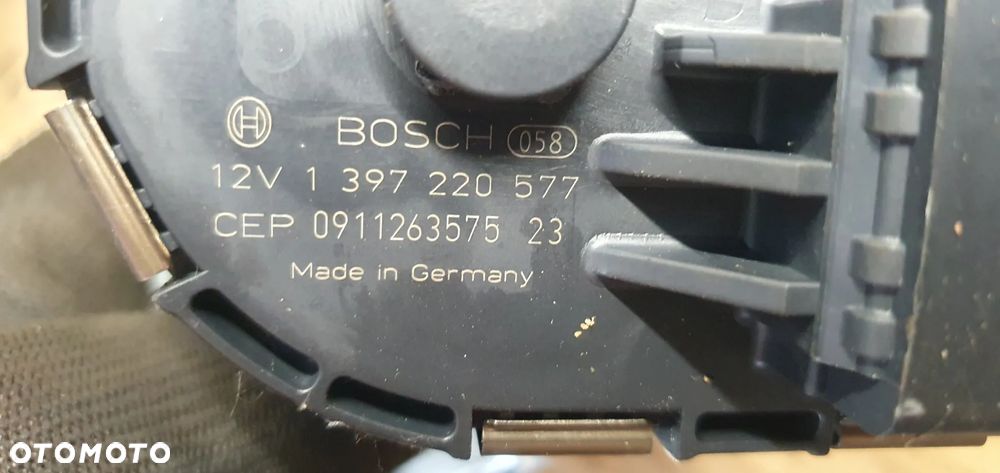 BOSCH 058
12V 1 397 220 577
CEP 0911263575 23
Made in Germany
OTOMOTO